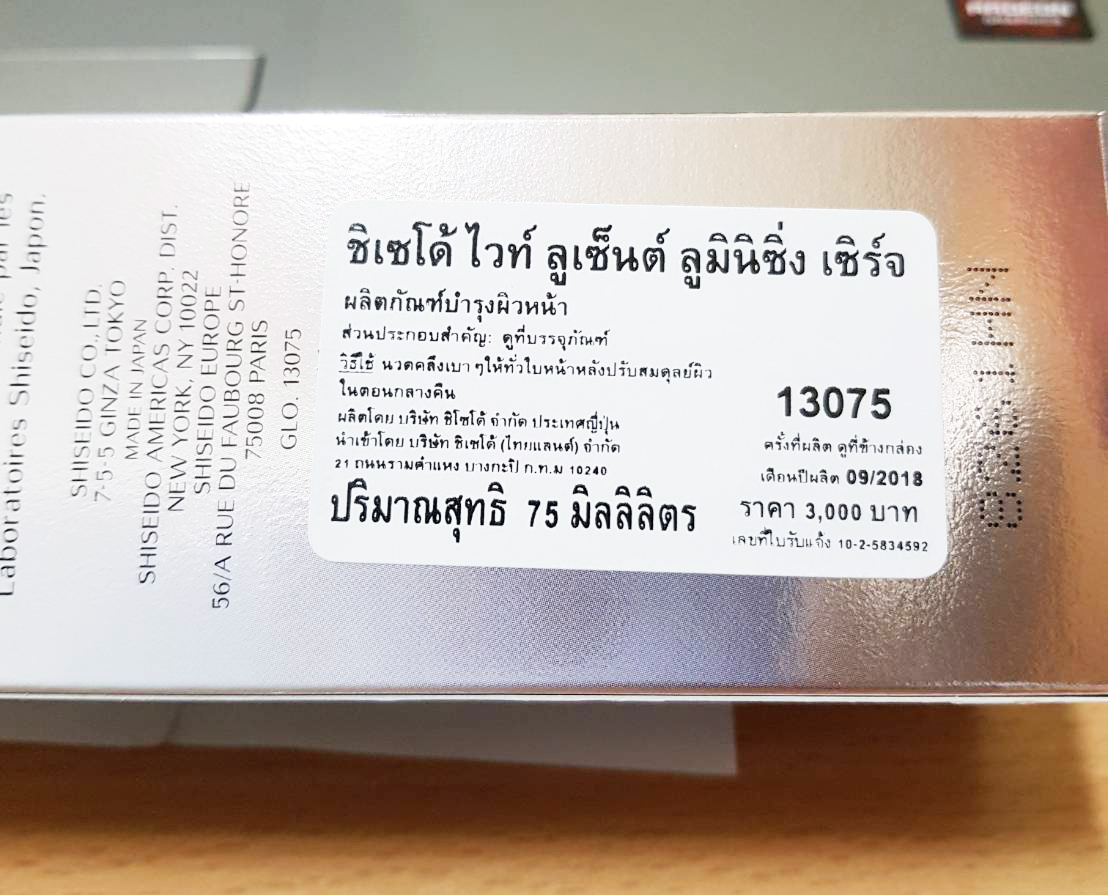 ชิเซโด้ ไวท์ ลูเซ็นต์ ลูมินิซิ่ง เซิร์จ
ผลิตภัณฑ์บำรุงผิวหน้า
ส่วนประกอบสำคัญ: ดูที่บรรจุภัณฑ์
วิธีใช้ นวดคลึงเบา ๆให้ทั่วใบหน้าหลังปรับสมดุลย์ผิว
ในตอนกลางคืน
ผลิตโดย บริษัท ชิโซโด้ จำกัด ประเทศญี่ปุ่น
นำเข้าโดย บริษัท ชิเซโด้ (ไทยแลนด์) จำกัด
21 ถนนรามคำแหง บางกะปิ ก.ท.ม 10240
ปริมาณสุทธิ 75 มิลลิลิตร
13075
ครั้งที่ผลิต ดูที่ข้างกล่อง
เดือนปีผลิต 09/2018
ราคา 3,000 บาท
เลขที่ใบรับแจ้ง 10-2-5834592
par les
Laboratoires Shiseido, Japon.
SHISEIDO CO., LTD.
7-5-5 GINZA TOKYO
MADE IN JAPAN
SHISEIDO AMERICAS CORP. DIST.
NEW YORK, NY 10022
SHISEIDO EUROPE
56/A RUE DU FAUBOURG ST-HONORE
75008 PARIS
GLO. 13075
RADEON